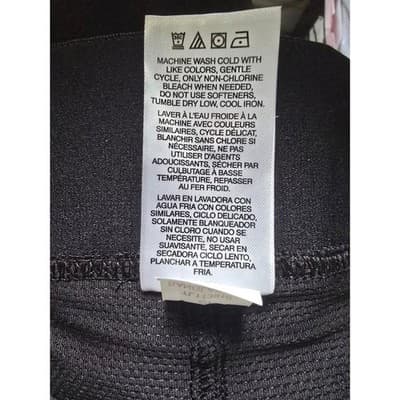 MACHINE WASH COLD WITH
LIKE COLORS, GENTLE
CYCLE, ONLY NON-CHLORINE
BLEACH WHEN NEEDED,
DO NOT USE SOFTENERS,
TUMBLE DRY LOW, COOL IRON.
LAVER À L'EAU FROIDE À LA
MACHINE AVEC COULEURS
SIMILAIRES, CYCLE DÉLICAT,
BLANCHIR SANS CHLORE SI
NÉCESSAIRE, NE PAS
UTILISER D'AGENTS
ADOUCISSANTS, SÉCHER PAR
CULBUTAGE À BASSE
TEMPÉRATURE, REPASSER
AU FER FROID.
LAVAR EN LAVADORA CON
AGUA FRIA CON COLORES
SIMILARES, CICLO DELICADO,
SOLAMENTE BLANQUEADOR
SIN CLORO CUANDO SE
NECESITE, NO USAR
SUAVISANTE, SECAR EN
SECADORA CICLO LENTO,
PLANCHAR A TEMPERATURA
FRIA.